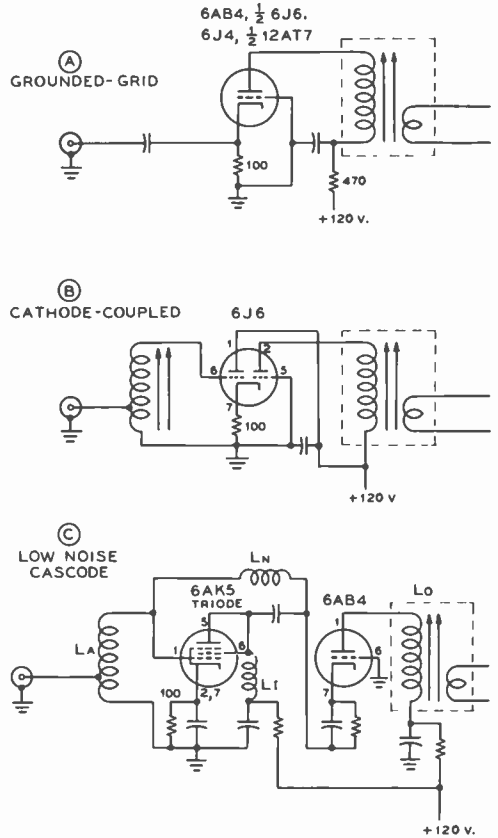 6AB4, ½ 6J6.
6J4, ½ 12AT7
A
GROUNDED-GRID
100
470
+120 V.
B
CATHODE-COUPLED
6J6
1
2
6
5
7
100
+120 V
C
LOW NOISE
CASCODE
LN
6AK5
TRIODE
6AB4
LO
5
1
LA
1
6
6
100
2,7
LI
7
+120 V.